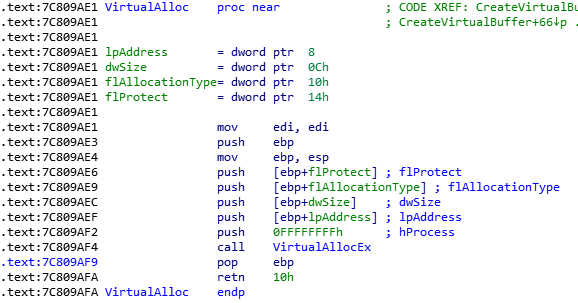 .text:7C809AE1 VirtualAlloc    proc near               ; CODE XREF: CreateVirtualBu
.text:7C809AE1                                         ; CreateVirtualBuffer+66↓p .
.text:7C809AE1
.text:7C809AE1 lpAddress       = dword ptr  8
.text:7C809AE1 dwSize          = dword ptr  0Ch
.text:7C809AE1 flAllocationType= dword ptr  10h
.text:7C809AE1 flProtect       = dword ptr  14h
.text:7C809AE1
.text:7C809AE1                 mov     edi, edi
.text:7C809AE3                 push    ebp
.text:7C809AE4                 mov     ebp, esp
.text:7C809AE6                 push    [ebp+flProtect] ; flProtect
.text:7C809AE9                 push    [ebp+flAllocationType] ; flAllocationType
.text:7C809AEC                 push    [ebp+dwSize]    ; dwSize
.text:7C809AEF                 push    [ebp+lpAddress] ; lpAddress
.text:7C809AF2                 push    0FFFFFFFFh      ; hProcess
.text:7C809AF4                 call    VirtualAllocEx
.text:7C809AF9                 pop     ebp
.text:7C809AFA                 retn    10h
.text:7C809AFA VirtualAlloc    endp